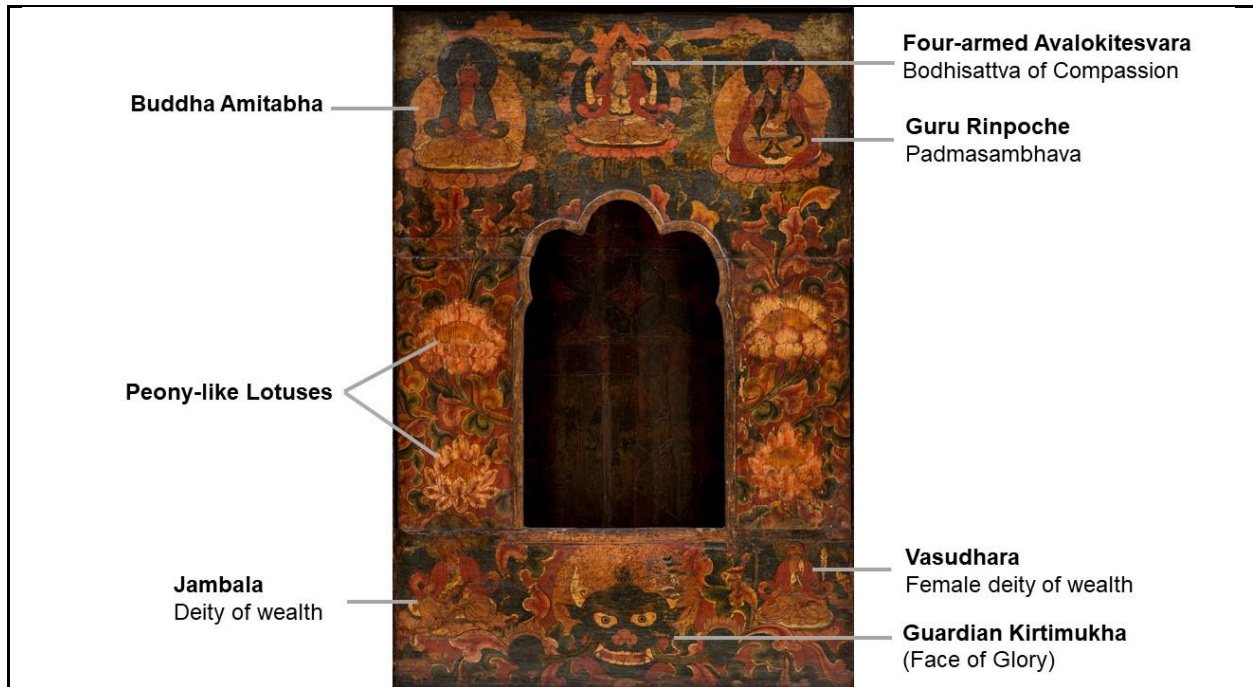 Buddha Amitabha
Four-armed Avalokitesvara
Bodhisattva of Compassion
Guru Rinpoche
Padmasambhava
Peony-like Lotuses
Jambala
Deity of wealth
Vasudhara
Female deity of wealth
Guardian Kirtimukha
(Face of Glory)